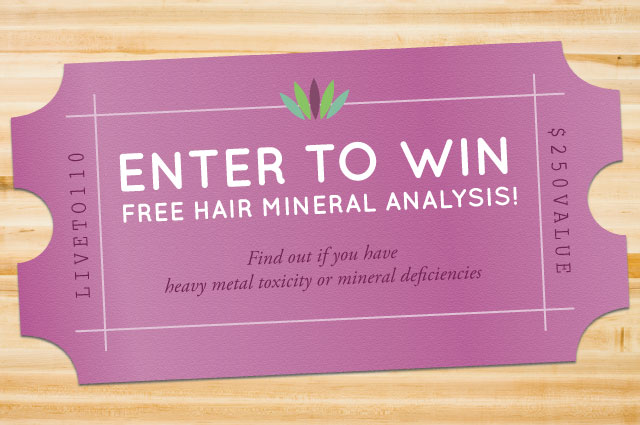 LIVETO110
ENTER TO WIN
FREE HAIR MINERAL ANALYSIS!
Find out if you have
heavy metal toxicity or mineral deficiencies
$250VALUE